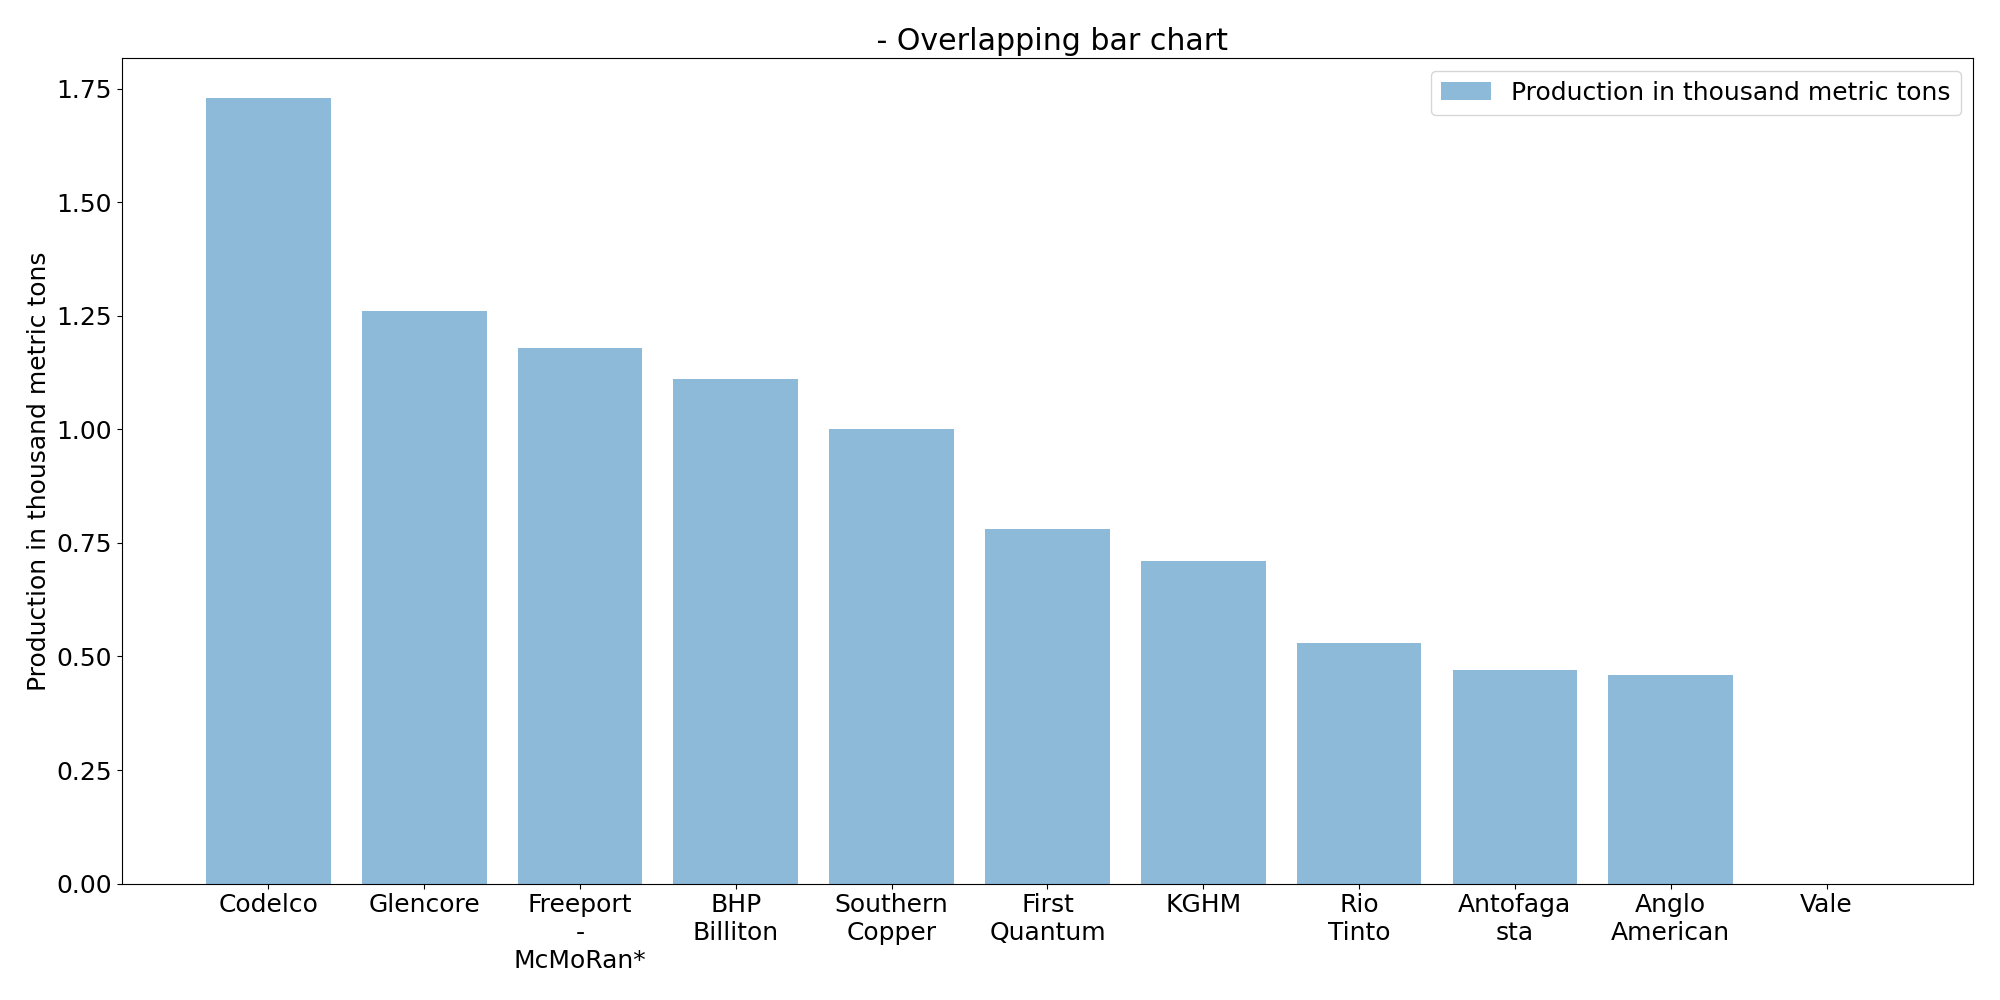 - Overlapping bar chart
Production in thousand metric tons
Production in thousand metric tons
1.75
1.50
1.25
1.00
0.75
0.50
0.25
0.00
Codelco
Glencore
Freeport
-
McMoRan*
BHP
Billiton
Southern
Copper
First
Quantum
KGHM
Rio
Tinto
Antofaga
sta
Anglo
American
Vale